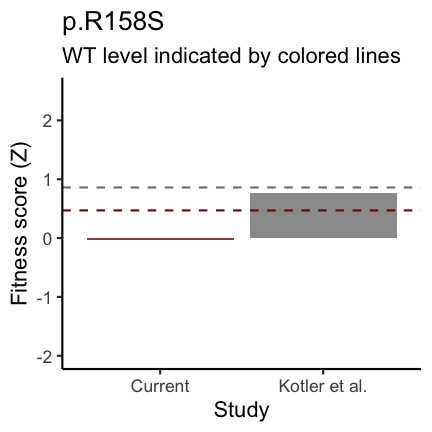 p.R158S
WT level indicated by colored lines
Fitness score (Z)
2
1
0
-1
-2
Current
Kotler et al.
Study